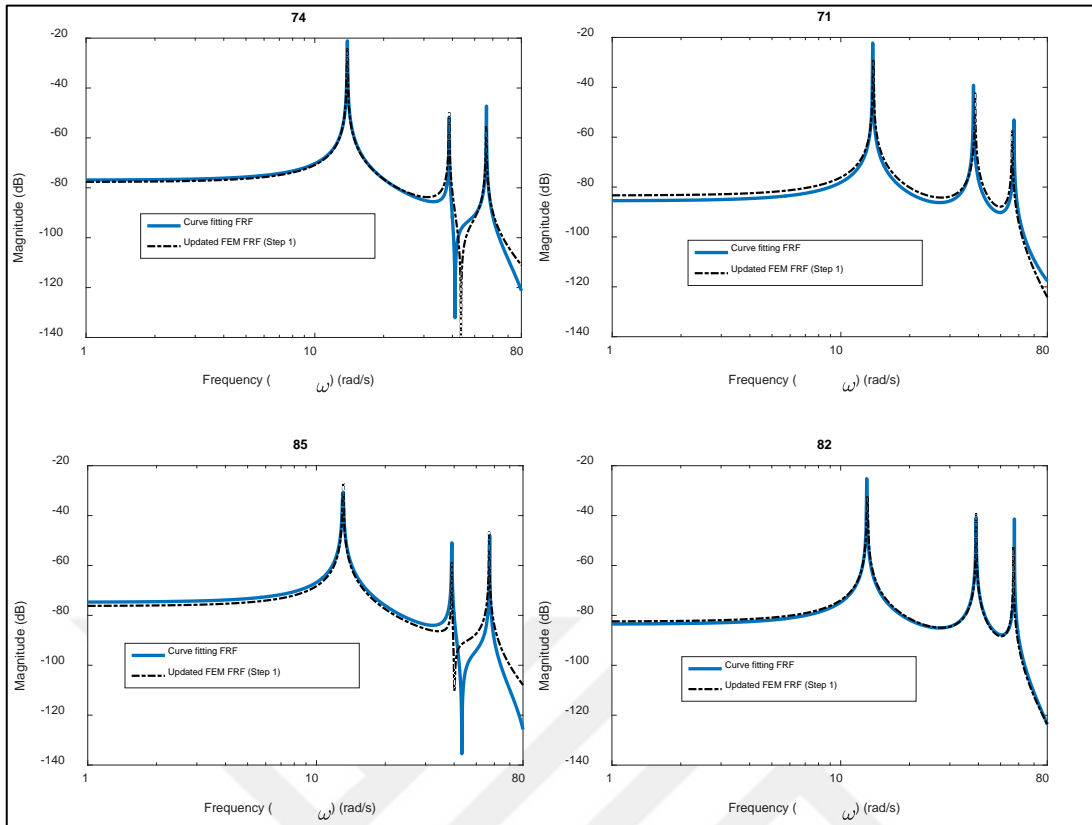 74
-20
-40
-60
-80
-100
-120
-140
Magnitude (dB)
Curve fitting FRF
Updated FEM FRF (Step 1)
1 10 80
Frequency ( ω) (rad/s)
71
-20
-40
-60
-80
-100
-120
-140
Magnitude (dB)
Curve fitting FRF
Updated FEM FRF (Step 1)
1 10 80
Frequency ( ω) (rad/s)
85
-20
-40
-60
-80
-100
-120
-140
Magnitude (dB)
Curve fitting FRF
Updated FEM FRF (Step 1)
1 10 80
Frequency ( ω) (rad/s)
82
-20
-40
-60
-80
-100
-120
-140
Magnitude (dB)
Curve fitting FRF
Updated FEM FRF (Step 1)
1 10 80
Frequency ( ω) (rad/s)